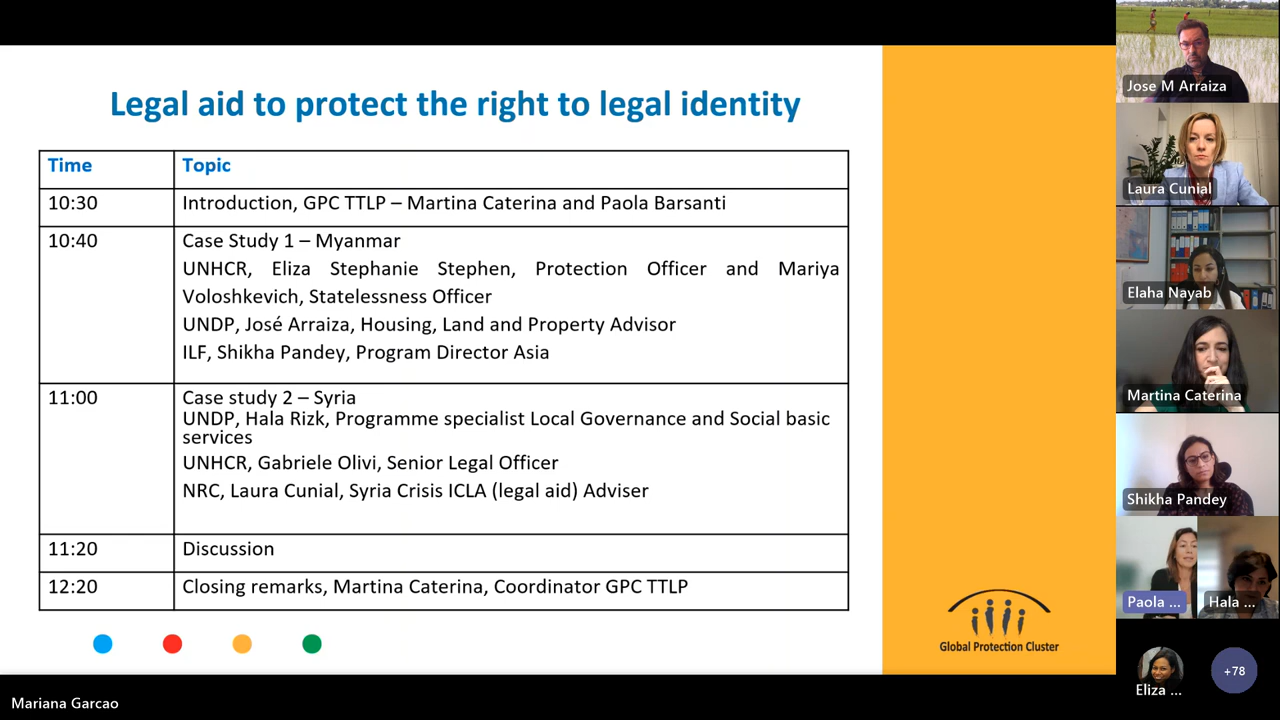 Legal aid to protect the right to legal identity
Time Topic
10:30 Introduction, GPC TTLP – Martina Caterina and Paola Barsanti
10:40 Case Study 1 – Myanmar
UNHCR, Eliza Stephanie Stephen, Protection Officer and Mariya
Voloshkevich, Statelessness Officer
UNDP, José Arraiza, Housing, Land and Property Advisor
ILF, Shikha Pandey, Program Director Asia
11:00 Case study 2 – Syria
UNDP, Hala Rizk, Programme specialist Local Governance and Social basic
services
UNHCR, Gabriele Olivi, Senior Legal Officer
NRC, Laura Cunial, Syria Crisis ICLA (legal aid) Adviser
11:20 Discussion
12:20 Closing remarks, Martina Caterina, Coordinator GPC TTLP
Global Protection Cluster
Mariana Garcao
Jose M Arraiza
Laura Cunial
Elaha Nayab
Martina Caterina
Shikha Pandey
Paola ...
Hala ...
Eliza ...
+78